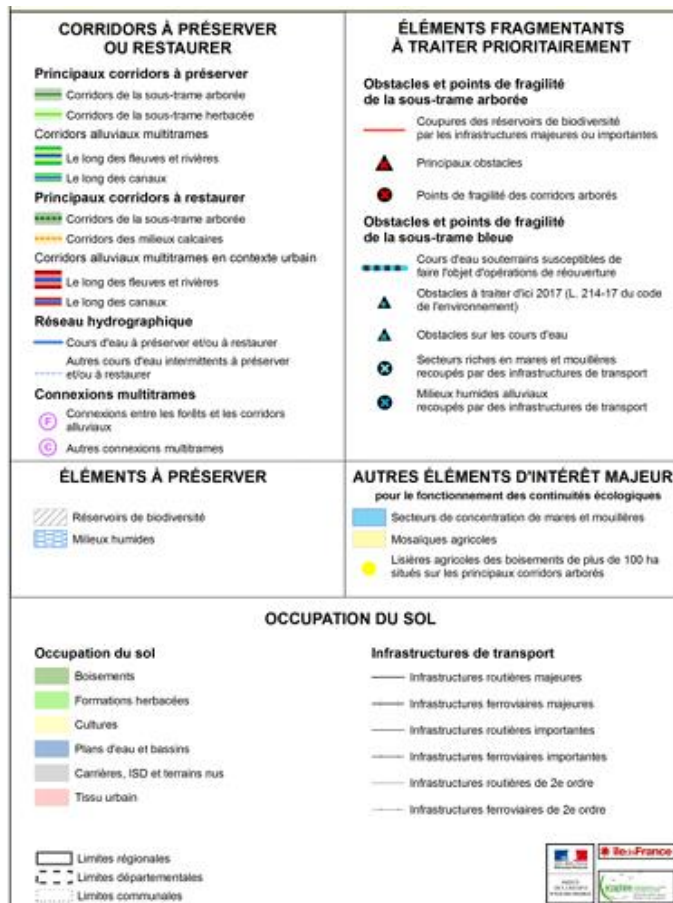 CORRIDORS À PRÉSERVER
OU RESTAURER
Principaux corridors à préserver
Corridors de la sous-trame arborée
Corridors de la sous-trame herbacée
Corridors alluviaux multitrames
Le long des fleuves et rivières
Le long des canaux
Principaux corridors à restaurer
Corridors de la sous-trame arborée
Corridors des milieux calcaires
Corridors alluviaux multitrames en contexte urbain
Le long des fleuves et rivières
Le long des canaux
Réseau hydrographique
Cours d'eau à préserver et/ou à restaurer
Autres cours d'eau intermittents à préserver
et/ou à restaurer
Connexions multitrames
F
Connexions entre les forêts et les corridors
alluviaux
C
Autres connexions multitrames
ÉLÉMENTS FRAGMENTANTS
À TRAITER PRIORITAIREMENT
Obstacles et points de fragilité
de la sous-trame arborée
Coupures des réservoirs de biodiversité
par les infrastructures majeures ou importantes
Principaux obstacles
Points de fragilité des corridors arborés
Obstacles et points de fragilité
de la sous-trame bleue
Cours d'eau souterrains susceptibles de
faire l'objet d'opérations de réouverture
Obstacles à traiter d'ici 2017 (L. 214-17 du code
de l'environnement)
Obstacles sur les cours d'eau
Secteurs riches en mares et mouillères
recoupés par des infrastructures de transport
Milieux humides alluviaux
recoupés par des infrastructures de transport
ÉLÉMENTS À PRÉSERVER
Réservoirs de biodiversité
Milieux humides
AUTRES ÉLÉMENTS D'INTÉRÊT MAJEUR
pour le fonctionnement des continuités écologiques
Secteurs de concentration de mares et mouillères
Mosaïques agricoles
Lisières agricoles des boisements de plus de 100 ha
situés sur les principaux corridors arborés
OCCUPATION DU SOL
Occupation du sol
Boisements
Formations herbacées
Cultures
Plans d'eau et bassins
Carrières, ISD et terrains nus
Tissu urbain
Infrastructures de transport
Infrastructures routières majeures
Infrastructures ferroviaires majeures
Infrastructures routières importantes
Infrastructures ferroviaires importantes
Infrastructures routières de 2e ordre
Infrastructures ferroviaires de 2e ordre
Limites régionales
Limites départementales
Limites communales
île de France